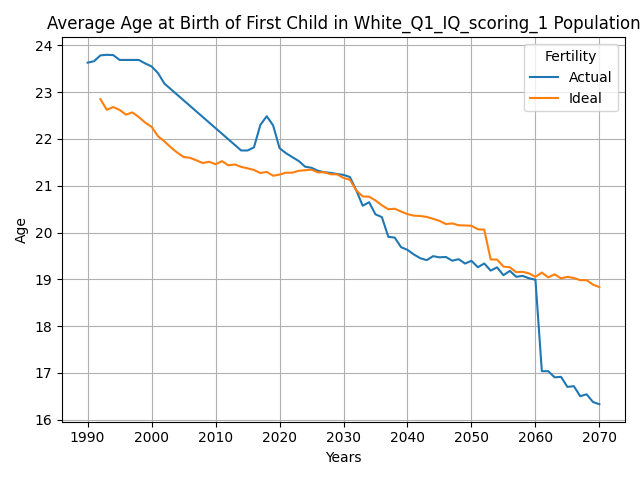 Average Age at Birth of First Child in White_Q1_IQ_scoring_1 Population
24
23
22
21
20
19
18
17
16
Age
Fertility
Actual
Ideal
1990 2000 2010 2020 2030 2040 2050 2060 2070
Years